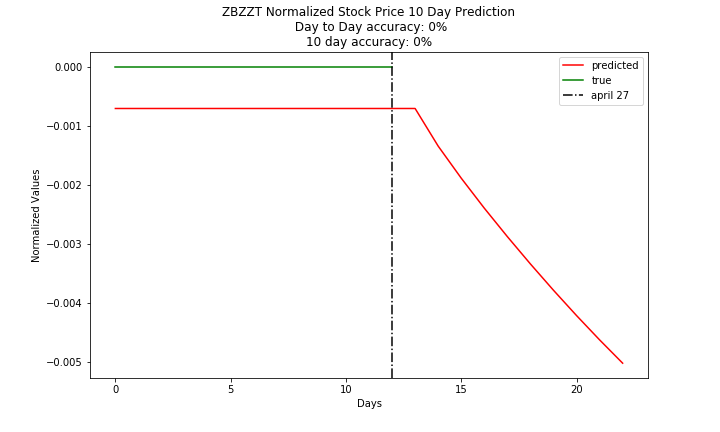 ZBZZT Normalized Stock Price 10 Day Prediction
Day to Day accuracy: 0%
10 day accuracy: 0%
predicted
true
april 27
Normalized Values
0.000
−0.001
−0.002
−0.003
−0.004
−0.005
0 5 10 15 20
Days